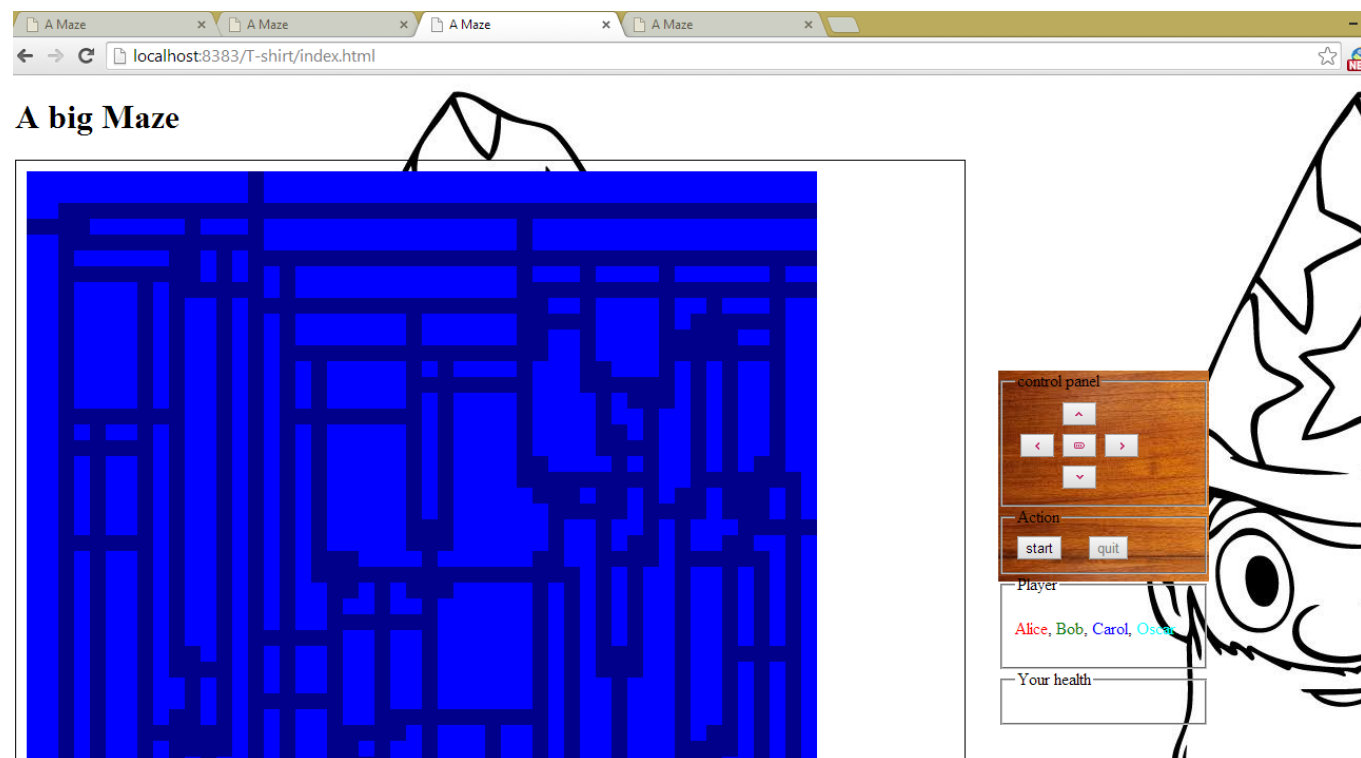 A Maze A Maze A Maze A Maze
localhost:8383/T-shirt/index.html
A big Maze
control panel
Action
start quit
Player
Alice, Bob, Carol, Oscar
Your health